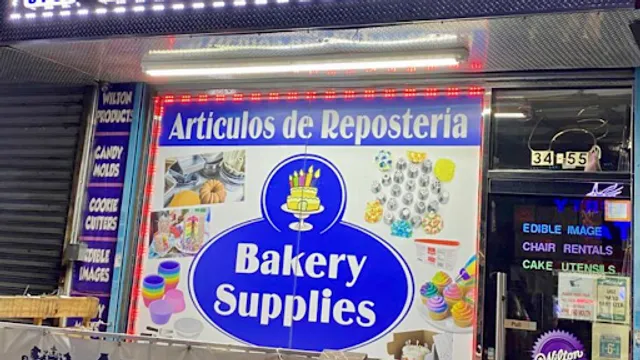 WILTON
PRODUCTS
CANDY
MOLDS
COOKIE
CUTTERS
EDIBLE
IMAGES
Artículos de Repostería
Bakery
Supplies
34-55
EDIBLE IMAGE
CHAIR RENTALS
CAKE UTENSILS
Pull
Wilton